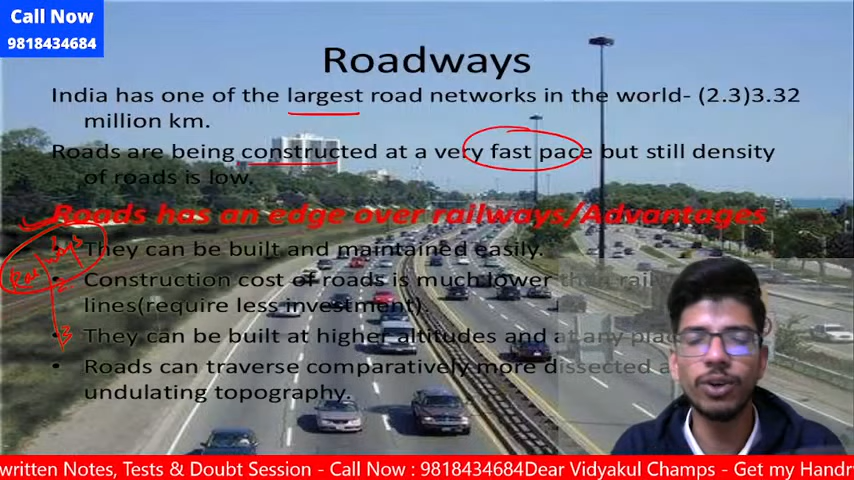 Call Now
9818434684
Roadways
India has one of the largest road networks in the world- (2.3)3.32
million km.
Roads are being constructed at a very fast pace but still density
of roads is low.
Roads has an edge over railways/Advantages
• They can be built and maintained easily.
• Construction cost of roads is much lower than
lines(require less investment).
• They can be built at higher altitudes and at any
• Roads can traverse comparatively more dissected
undulating topography.
written Notes, Tests & Doubt Session - Call Now : 9818434684Dear Vidyakul Champs - Get my Handr